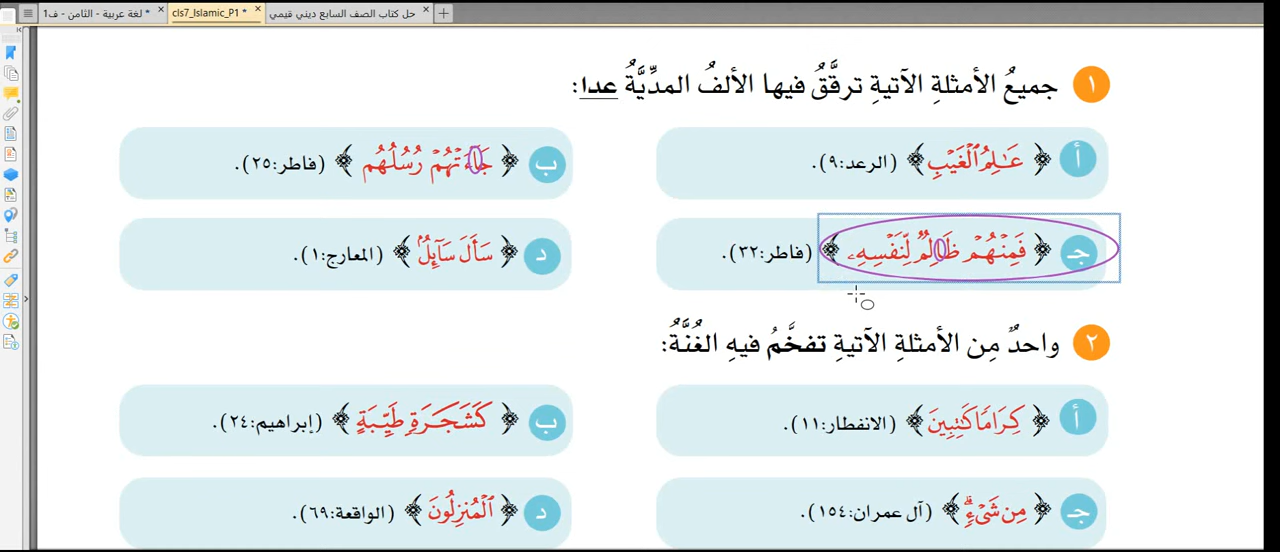 لغة عربية - الثامن - ف1 *
cls7_Islamic_P1 *
حل كتاب الصف السابع ديني قيمي
١ جميعُ الأمثلةِ الآتيةِ ترقَّقُ فيها الألفُ المدِّيَّةُ عدا:
أ ﴿ عَٰلِمُ ٱلۡغَيۡبِ ﴾ (الرعد:٩).
ب ﴿ جَآءَتۡهُمۡ رُسُلُهُم ﴾ (فاطر:٢٥).
جـ ﴿ فَمِنۡهُمۡ ظَالِمٞ لِّنَفۡسِهِۦ ﴾ (فاطر:٣٢).
د ﴿ سَأَلَ سَآئِلُۢ ﴾ (المعارج:١).
٢ واحدٌ مِن الأمثلةِ الآتيةِ تفخَّمُ فيهِ الغُنَّةُ:
أ ﴿ كِرَامٗا كَٰتِبِينَ ﴾ (الانفطار:١١).
ب ﴿ كَشَجَرَةٖ طَيِّبَةٍ ﴾ (إبراهيم:٢٤).
جـ ﴿ مِن شَيۡءٖۗ ﴾ (آل عمران:١٥٤).
د ﴿ ٱلۡمُنزِلُونَ ﴾ (الواقعة:٦٩).